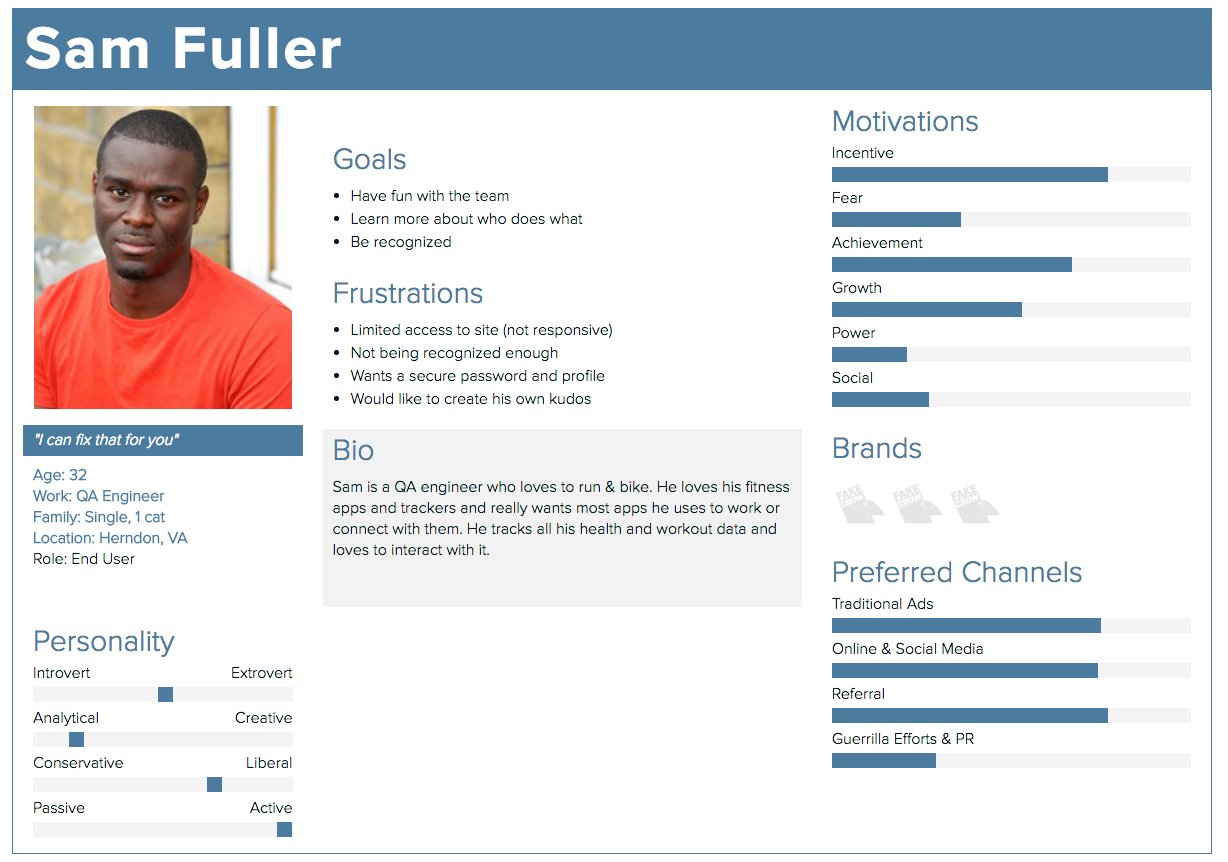 Sam Fuller
"I can fix that for you"
Age: 32
Work: QA Engineer
Family: Single, 1 cat
Location: Herndon, VA
Role: End User
Personality
Introvert Extrovert
Analytical Creative
Conservative Liberal
Passive Active
Goals
• Have fun with the team
• Learn more about who does what
• Be recognized
Frustrations
• Limited access to site (not responsive)
• Not being recognized enough
• Wants a secure password and profile
• Would like to create his own kudos
Bio
Sam is a QA engineer who loves to run & bike. He loves his fitness
apps and trackers and really wants most apps he uses to work or
connect with them. He tracks all his health and workout data and
loves to interact with it.
Motivations
Incentive
Fear
Achievement
Growth
Power
Social
Brands
FAKE CROW FAKE CROW FAKE CROW
Preferred Channels
Traditional Ads
Online & Social Media
Referral
Guerrilla Efforts & PR